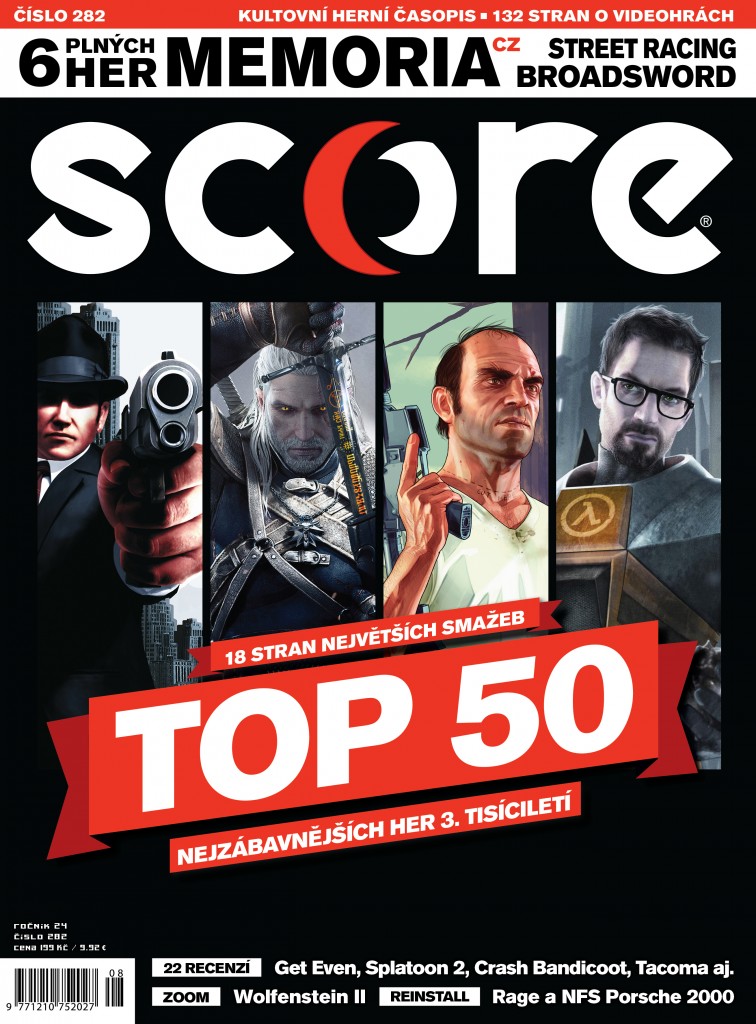 ČÍSLO 282
KULTOVNÍ HERNÍ ČASOPIS ▪ 132 STRAN O VIDEOHRÁCH
6 PLNÝCH HER
MEMORIA CZ
STREET RACING
BROADSWORD
score®
18 STRAN NEJVĚTŠÍCH SMAŽEB
TOP 50
NEJZÁBAVNĚJŠÍCH HER 3. TISÍCILETÍ
ROČNÍK 24
ČÍSLO 282
CENA 199 KČ / 9.92 €
08
9 771210 752027
22 RECENZÍ Get Even, Splatoon 2, Crash Bandicoot, Tacoma aj.
ZOOM Wolfenstein II REINSTALL Rage a NFS Porsche 2000